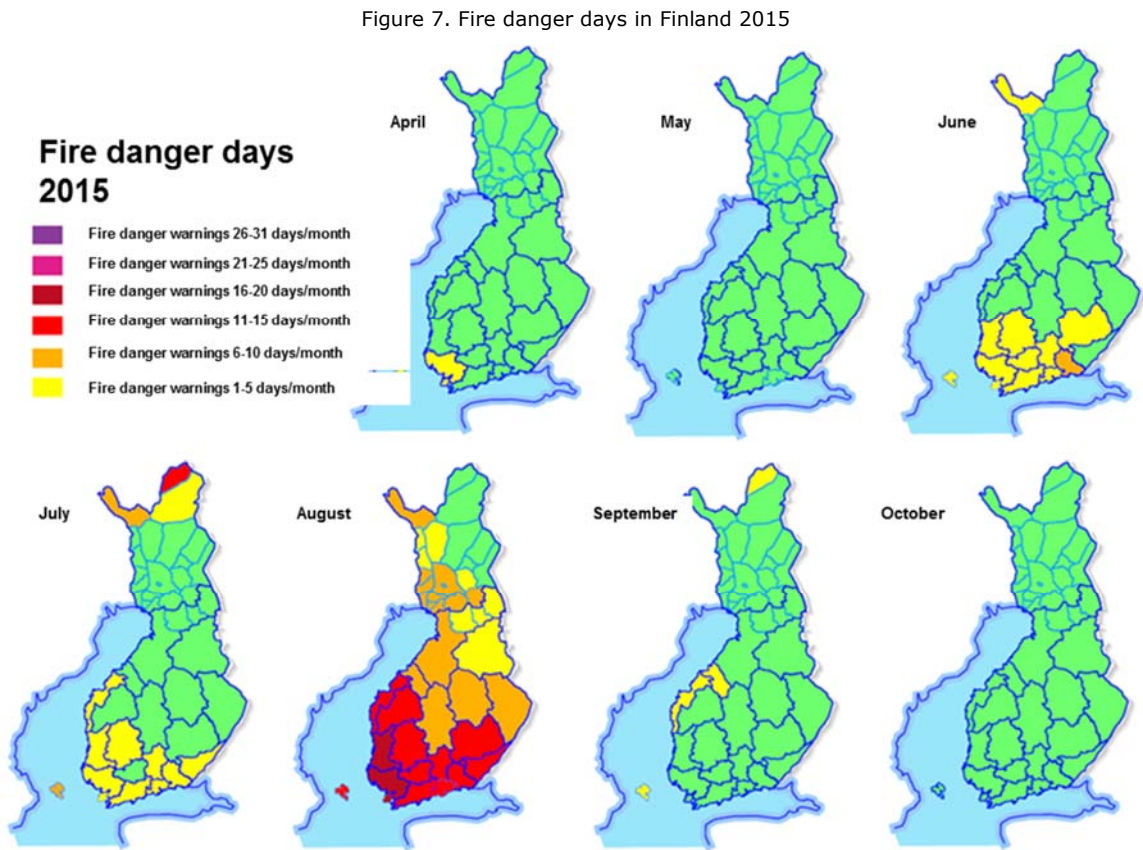 Figure 7. Fire danger days in Finland 2015
April
May
June
Fire danger days
2015
Fire danger warnings 26-31 days/month
Fire danger warnings 21-25 days/month
Fire danger warnings 16-20 days/month
Fire danger warnings 11-15 days/month
Fire danger warnings 6-10 days/month
Fire danger warnings 1-5 days/month
July
August
September
October